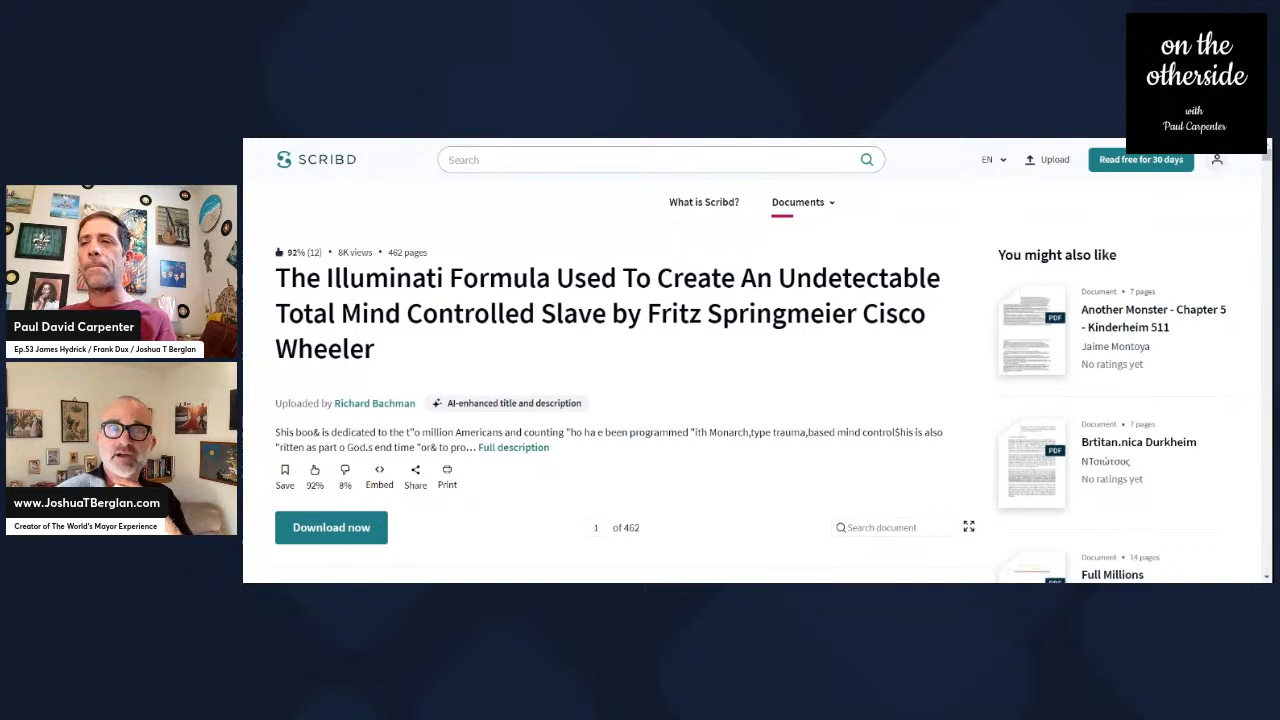 on the
otherside
with
Paul Carpenter
SCRIBD
Search
EN
Upload
Read free for 30 days
What is Scribd?
Documents
92% (12) • 8K views • 462 pages
The Illuminati Formula Used To Create An Undetectable
Total Mind Controlled Slave by Fritz Springmeier Cisco
Wheeler
Uploaded by Richard Bachman
AI-enhanced title and description
$his boo& is dedicated to the t"o million Americans and counting "ho ha e been programmed "ith Monarch,type trauma,based mind control$his is also
"ritten as part o God.s end time "or& to pro... Full description
Save
92%
8%
Embed
Share
Print
Download now
1 of 462
Search document
You might also like
Document • 7 pages
Another Monster - Chapter 5
- Kinderheim 511
Jaime Montoya
No ratings yet
PDF
Document • 7 pages
Brtitan.nica Durkheim
ΝΤσιώτσος
No ratings yet
PDF
Document • 14 pages
Full Millions
PDF
Paul David Carpenter
Ep.53 James Hydrick / Frank Dux / Joshua T Berglan
www.JoshuaTBerglan.com
Creator of The World's Mayor Experience